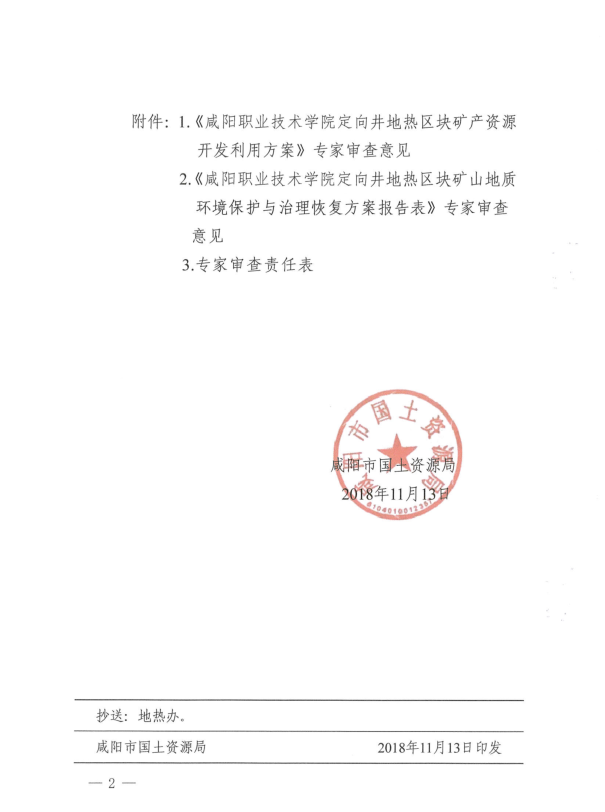 附件：1.《咸阳职业技术学院定向井地热区块矿产资源
开发利用方案》专家审查意见
2.《咸阳职业技术学院定向井地热区块矿山地质
环境保护与治理恢复方案报告表》专家审查
意见
3.专家审查责任表
咸阳市国土资源局
咸阳市国土资源局
2018年11月13日
抄送：地热办。
咸阳市国土资源局 2018年11月13日印发
— 2 —